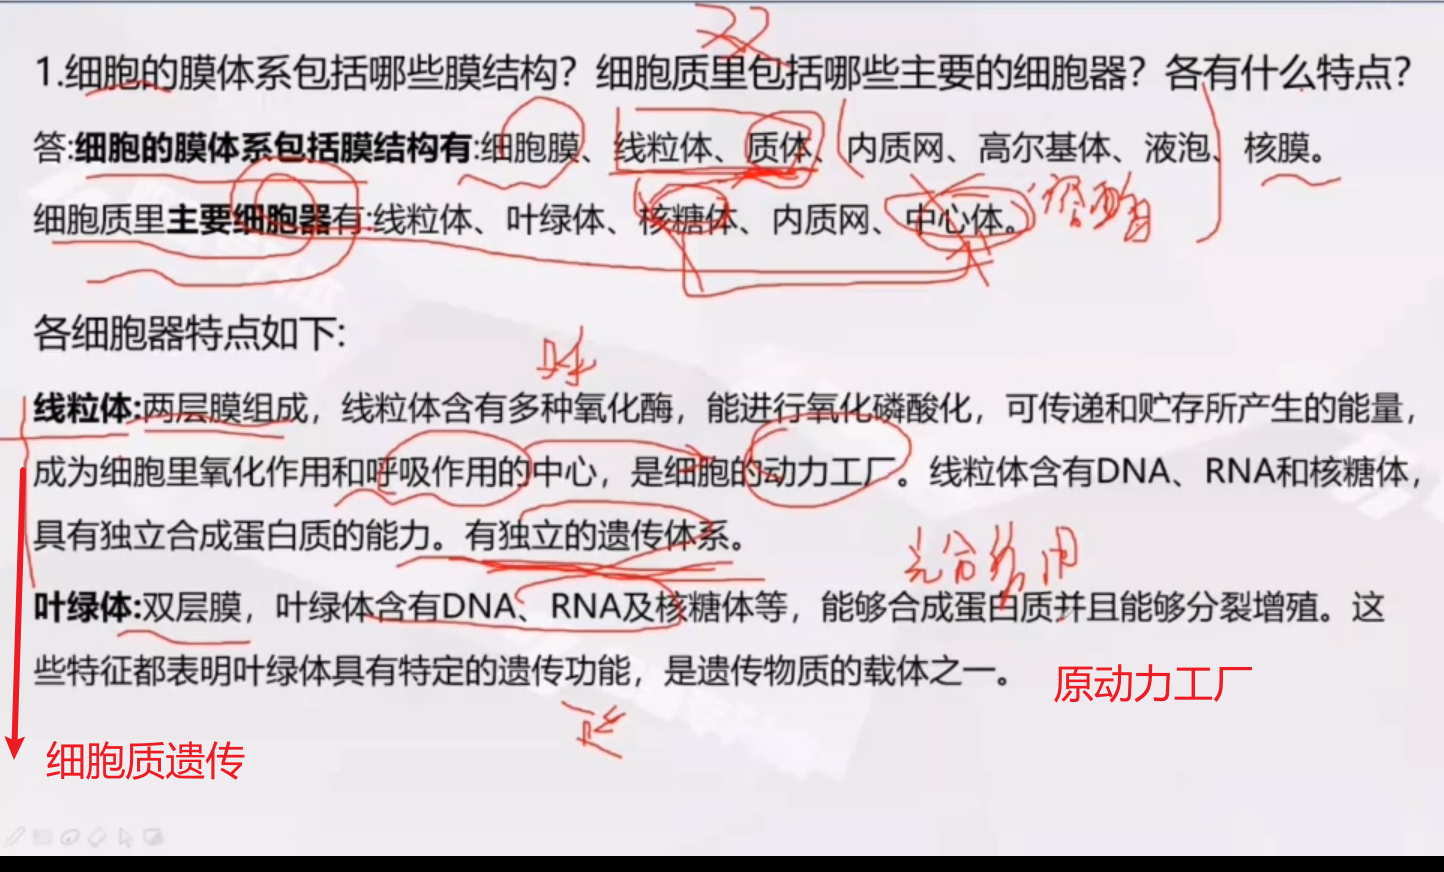 1.细胞的膜体系包括哪些膜结构？细胞质里包括哪些主要的细胞器？各有什么特点？
答:细胞的膜体系包括膜结构有:细胞膜、线粒体、质体、内质网、高尔基体、液泡、核膜。
细胞质里主要细胞器有:线粒体、叶绿体、核糖体、内质网、中心体。
各细胞器特点如下:
线粒体:两层膜组成，线粒体含有多种氧化酶，能进行氧化磷酸化，可传递和贮存所产生的能量，
成为细胞里氧化作用和呼吸作用的中心，是细胞的动力工厂。线粒体含有DNA、RNA和核糖体，
具有独立合成蛋白质的能力。有独立的遗传体系。
光合作用
叶绿体:双层膜，叶绿体含有DNA、RNA及核糖体等，能够合成蛋白质并且能够分裂增殖。这
些特征都表明叶绿体具有特定的遗传功能，是遗传物质的载体之一。
原动力工厂
细胞质遗传